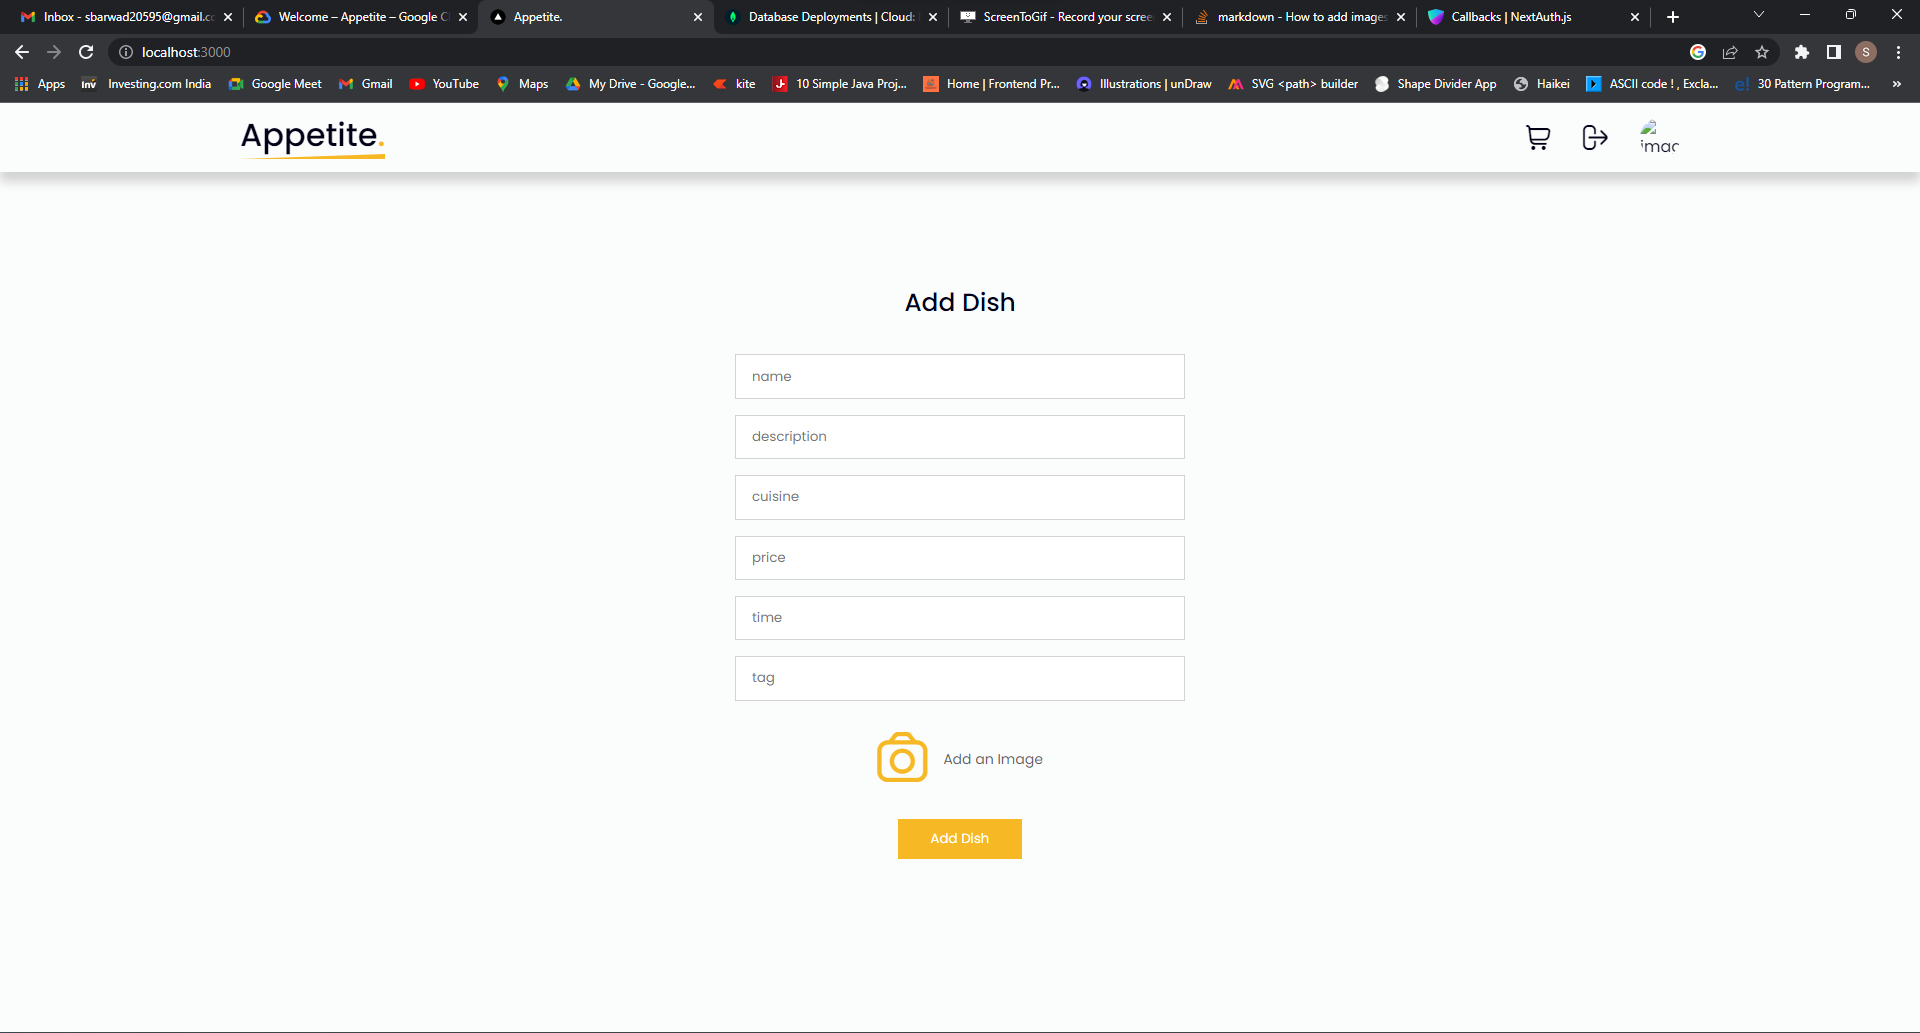 Inbox - sbarwad20595@gmail.c
Welcome – Appetite – Google C
Appetite.
Database Deployments | Cloud:
ScreenToGif - Record your scree
markdown - How to add images
Callbacks | NextAuth.js
localhost:3000
S
Apps
inv Investing.com India
Google Meet
Gmail
YouTube
Maps
My Drive - Google...
kite
10 Simple Java Proj...
Home | Frontend Pr...
Illustrations | unDraw
SVG <path> builder
Shape Divider App
Haikei
ASCII code ! , Excla...
e! 30 Pattern Program...
»
Appetite.
imag
Add Dish
name
description
cuisine
price
time
tag
Add an Image
Add Dish